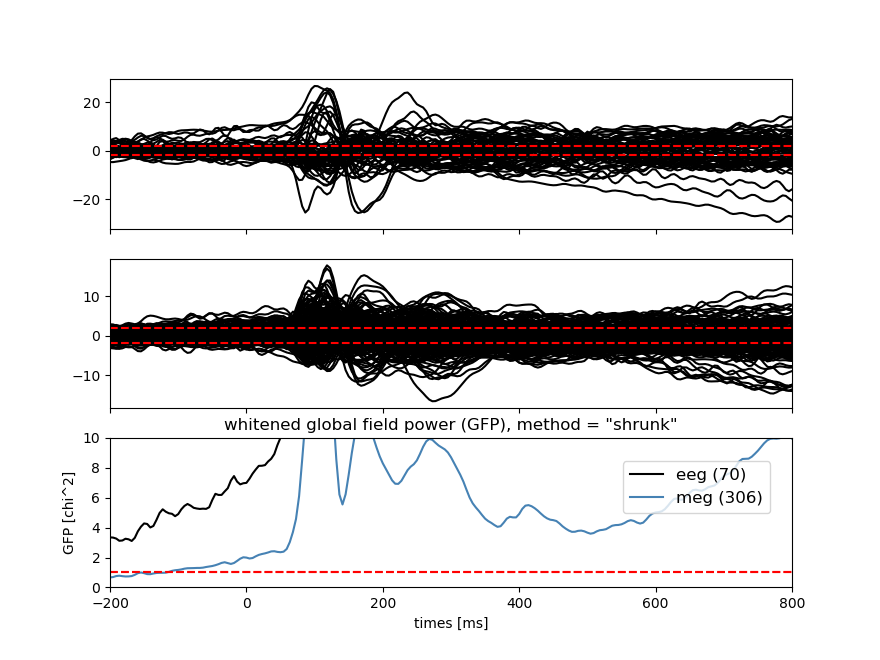 20
0
−20
10
0
−10
whitened global field power (GFP), method = "shrunk"
10
8
6
4
2
0
GFP [chi^2]
eeg (70)
meg (306)
−200 0 200 400 600 800
times [ms]